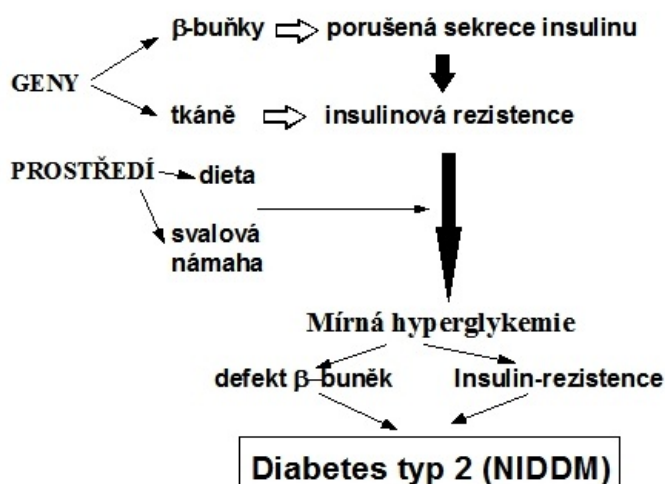 β-buňky porušená sekrece insulinu
GENY
tkáně insulinová rezistence
PROSTŘEDÍ dieta
svalová
námaha
Mírná hyperglykemie
defekt β–buněk Insulin-rezistence
Diabetes typ 2 (NIDDM)